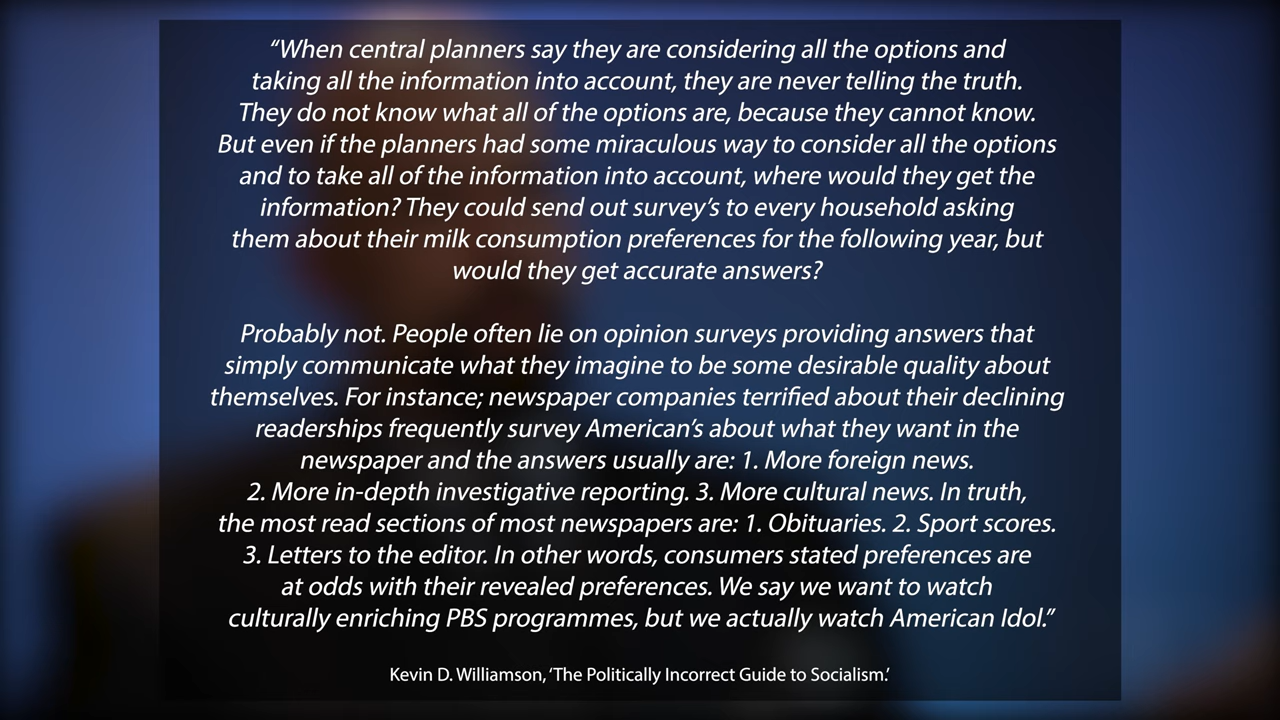 “When central planners say they are considering all the options and
taking all the information into account, they are never telling the truth.
They do not know what all of the options are, because they cannot know.
But even if the planners had some miraculous way to consider all the options
and to take all of the information into account, where would they get the
information? They could send out survey’s to every household asking
them about their milk consumption preferences for the following year, but
would they get accurate answers?
Probably not. People often lie on opinion surveys providing answers that
simply communicate what they imagine to be some desirable quality about
themselves. For instance; newspaper companies terrified about their declining
readerships frequently survey American’s about what they want in the
newspaper and the answers usually are: 1. More foreign news.
2. More in-depth investigative reporting. 3. More cultural news. In truth,
the most read sections of most newspapers are: 1. Obituaries. 2. Sport scores.
3. Letters to the editor. In other words, consumers stated preferences are
at odds with their revealed preferences. We say we want to watch
culturally enriching PBS programmes, but we actually watch American Idol.”
Kevin D. Williamson, ‘The Politically Incorrect Guide to Socialism.’